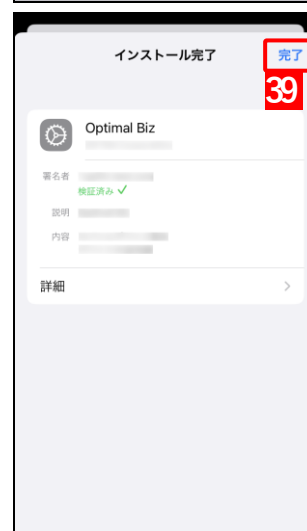 インストール完了
完了
39
Optimal Biz
署名者
検証済み ✓
説明
内容
詳細